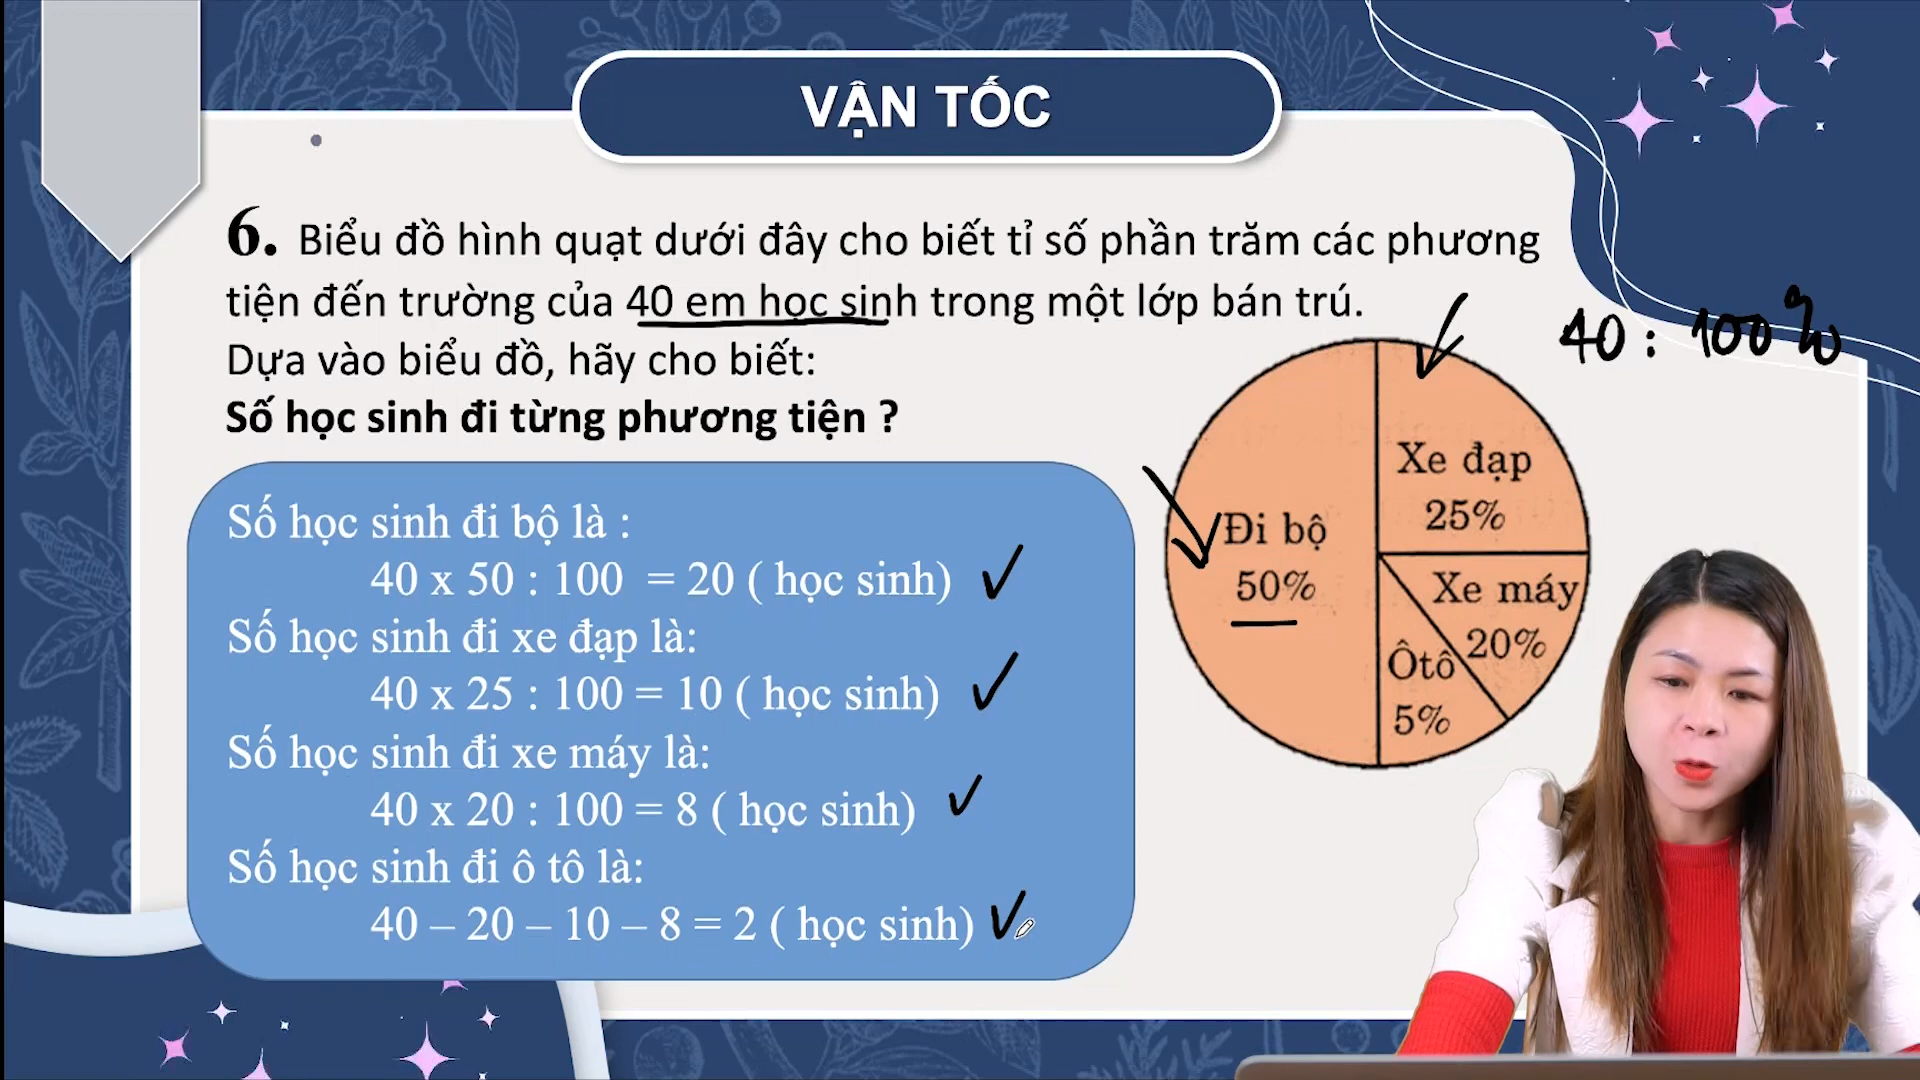 VẬN TỐC
6. Biểu đồ hình quạt dưới đây cho biết tỉ số phần trăm các phương
tiện đến trường của 40 em học sinh trong một lớp bán trú.
Dựa vào biểu đồ, hãy cho biết:
Số học sinh đi từng phương tiện ?
40 : 100%
Số học sinh đi bộ là :
40 x 50 : 100 = 20 ( học sinh)
Số học sinh đi xe đạp là:
40 x 25 : 100 = 10 ( học sinh)
Số học sinh đi xe máy là:
40 x 20 : 100 = 8 ( học sinh)
Số học sinh đi ô tô là:
40 – 20 – 10 – 8 = 2 ( học sinh)
Xe đạp
25%
Đi bộ
50%
Xe máy
20%
Ôtô
5%